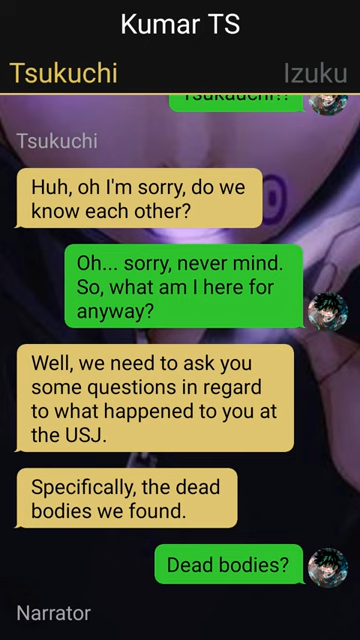 Kumar TS
Tsukuchi
Izuku
Tsukauchi!?
Tsukuchi
Huh, oh I'm sorry, do we
know each other?
Oh... sorry, never mind.
So, what am I here for
anyway?
Well, we need to ask you
some questions in regard
to what happened to you at
the USJ.
Specifically, the dead
bodies we found.
Dead bodies?
Narrator